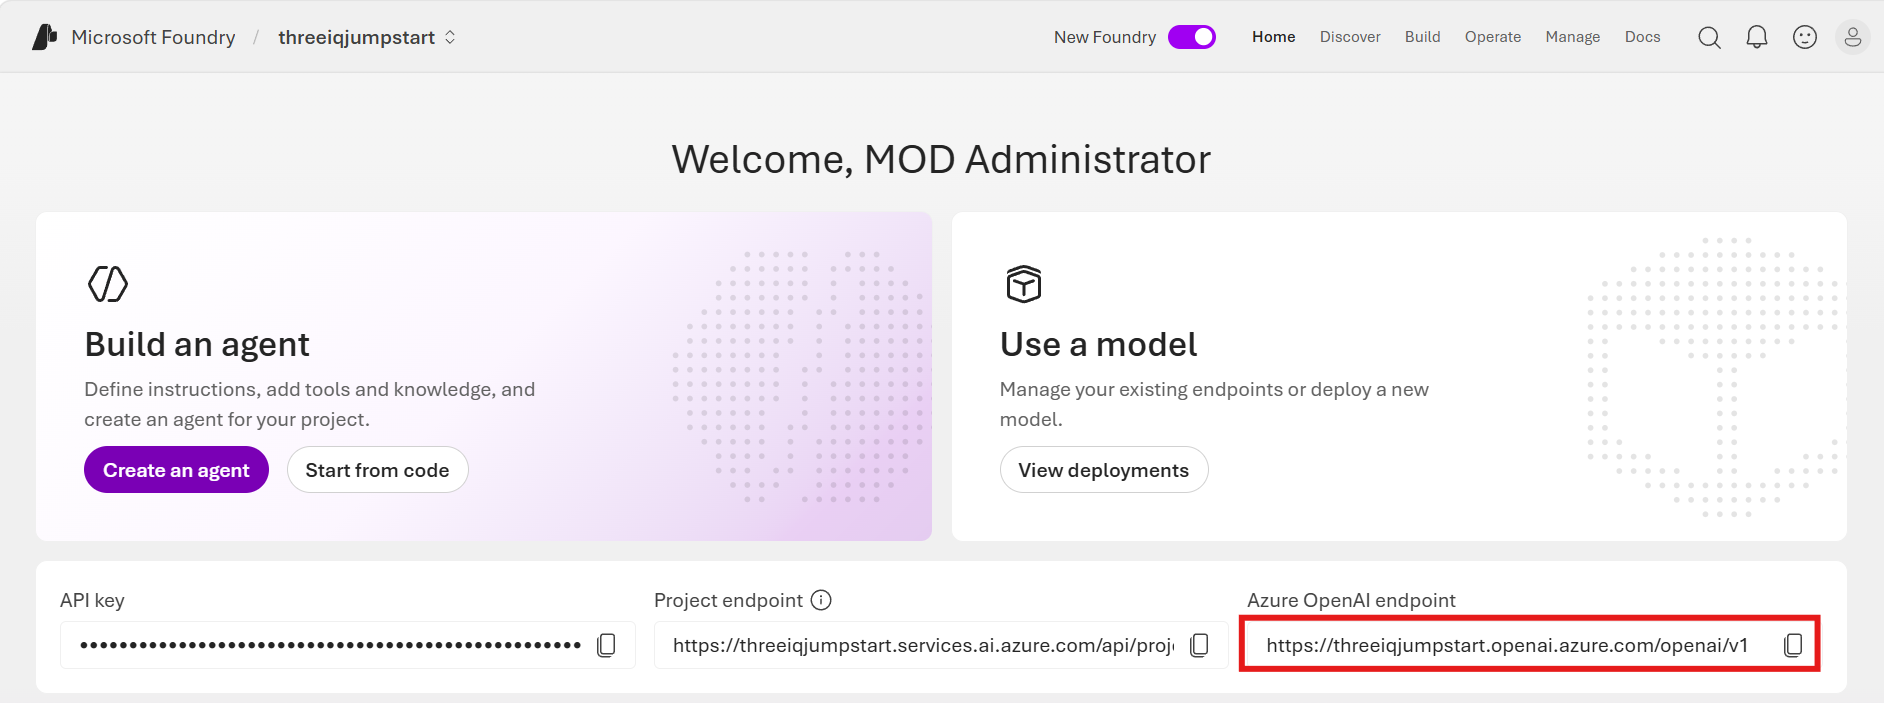 Microsoft Foundry / threeiqjumpstart
New Foundry Home Discover Build Operate Manage Docs
Welcome, MOD Administrator
Build an agent
Define instructions, add tools and knowledge, and
create an agent for your project.
Create an agent Start from code
Use a model
Manage your existing endpoints or deploy a new
model.
View deployments
API key
••••••••••••••••••••••••••••••••••••••••••••••••••••
Project endpoint
https://threeiqjumpstart.services.ai.azure.com/api/proj
Azure OpenAI endpoint
https://threeiqjumpstart.openai.azure.com/openai/v1